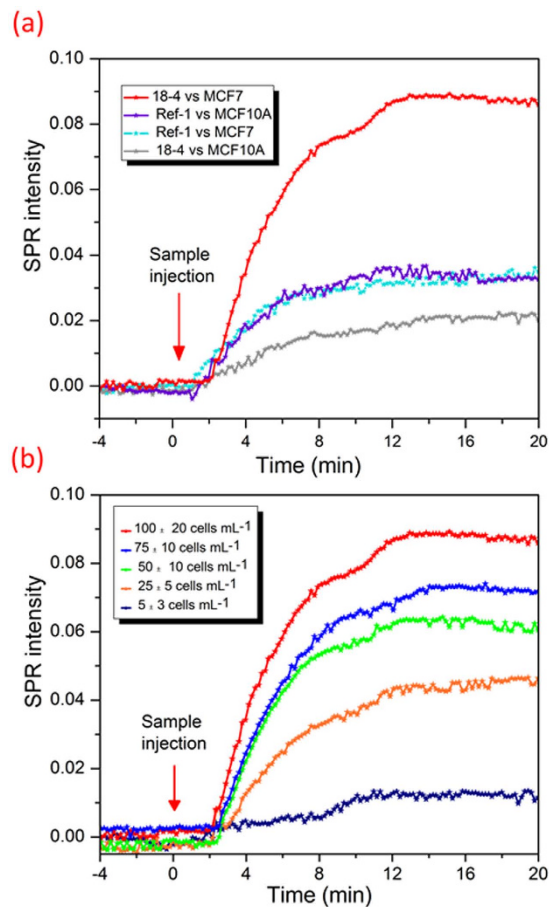 (a)
0.10
0.08
0.06
0.04
0.02
0.00
SPR intensity
18-4 vs MCF7
Ref-1 vs MCF10A
Ref-1 vs MCF7
18-4 vs MCF10A
Sample
injection
-4 0 4 8 12 16 20
Time (min)
(b)
0.10
0.08
0.06
0.04
0.02
0.00
SPR intensity
100 ± 20 cells mL-1
75 ± 10 cells mL-1
50 ± 10 cells mL-1
25 ± 5 cells mL-1
5 ± 3 cells mL-1
Sample
injection
-4 0 4 8 12 16 20
Time (min)